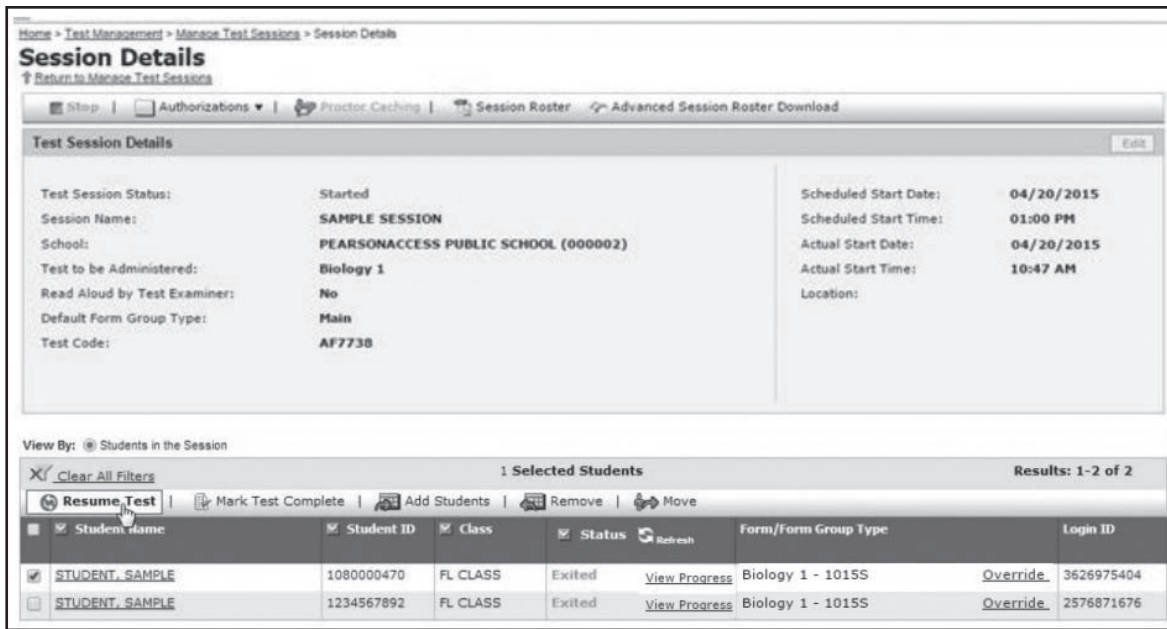 Home > Test Management > Manage Test Sessions > Session Details
Session Details
Return to Manage Test Sessions
Stop | Authorizations | Proctor Caching | Session Roster Advanced Session Roster Download
Test Session Details Edit
Test Session Status: Started Scheduled Start Date: 04/20/2015
Session Name: SAMPLE SESSION Scheduled Start Time: 01:00 PM
School: PEARSONACCESS PUBLIC SCHOOL (000002) Actual Start Date: 04/20/2015
Test to be Administered: Biology 1 Actual Start Time: 10:47 AM
Read Aloud by Test Examiner: No Location:
Default Form Group Type: Main
Test Code: AF7738
View By: Students in the Session
Clear All Filters 1 Selected Students Results: 1-2 of 2
Resume Test | Mark Test Complete | Add Students | Remove | Move
Student Name Student ID Class Status Refresh Form/Form Group Type Login ID
STUDENT, SAMPLE 1080000470 FL CLASS Exited View Progress Biology 1 - 1015S Override 3626975404
STUDENT, SAMPLE 1234567892 FL CLASS Exited View Progress Biology 1 - 1015S Override 2576871676